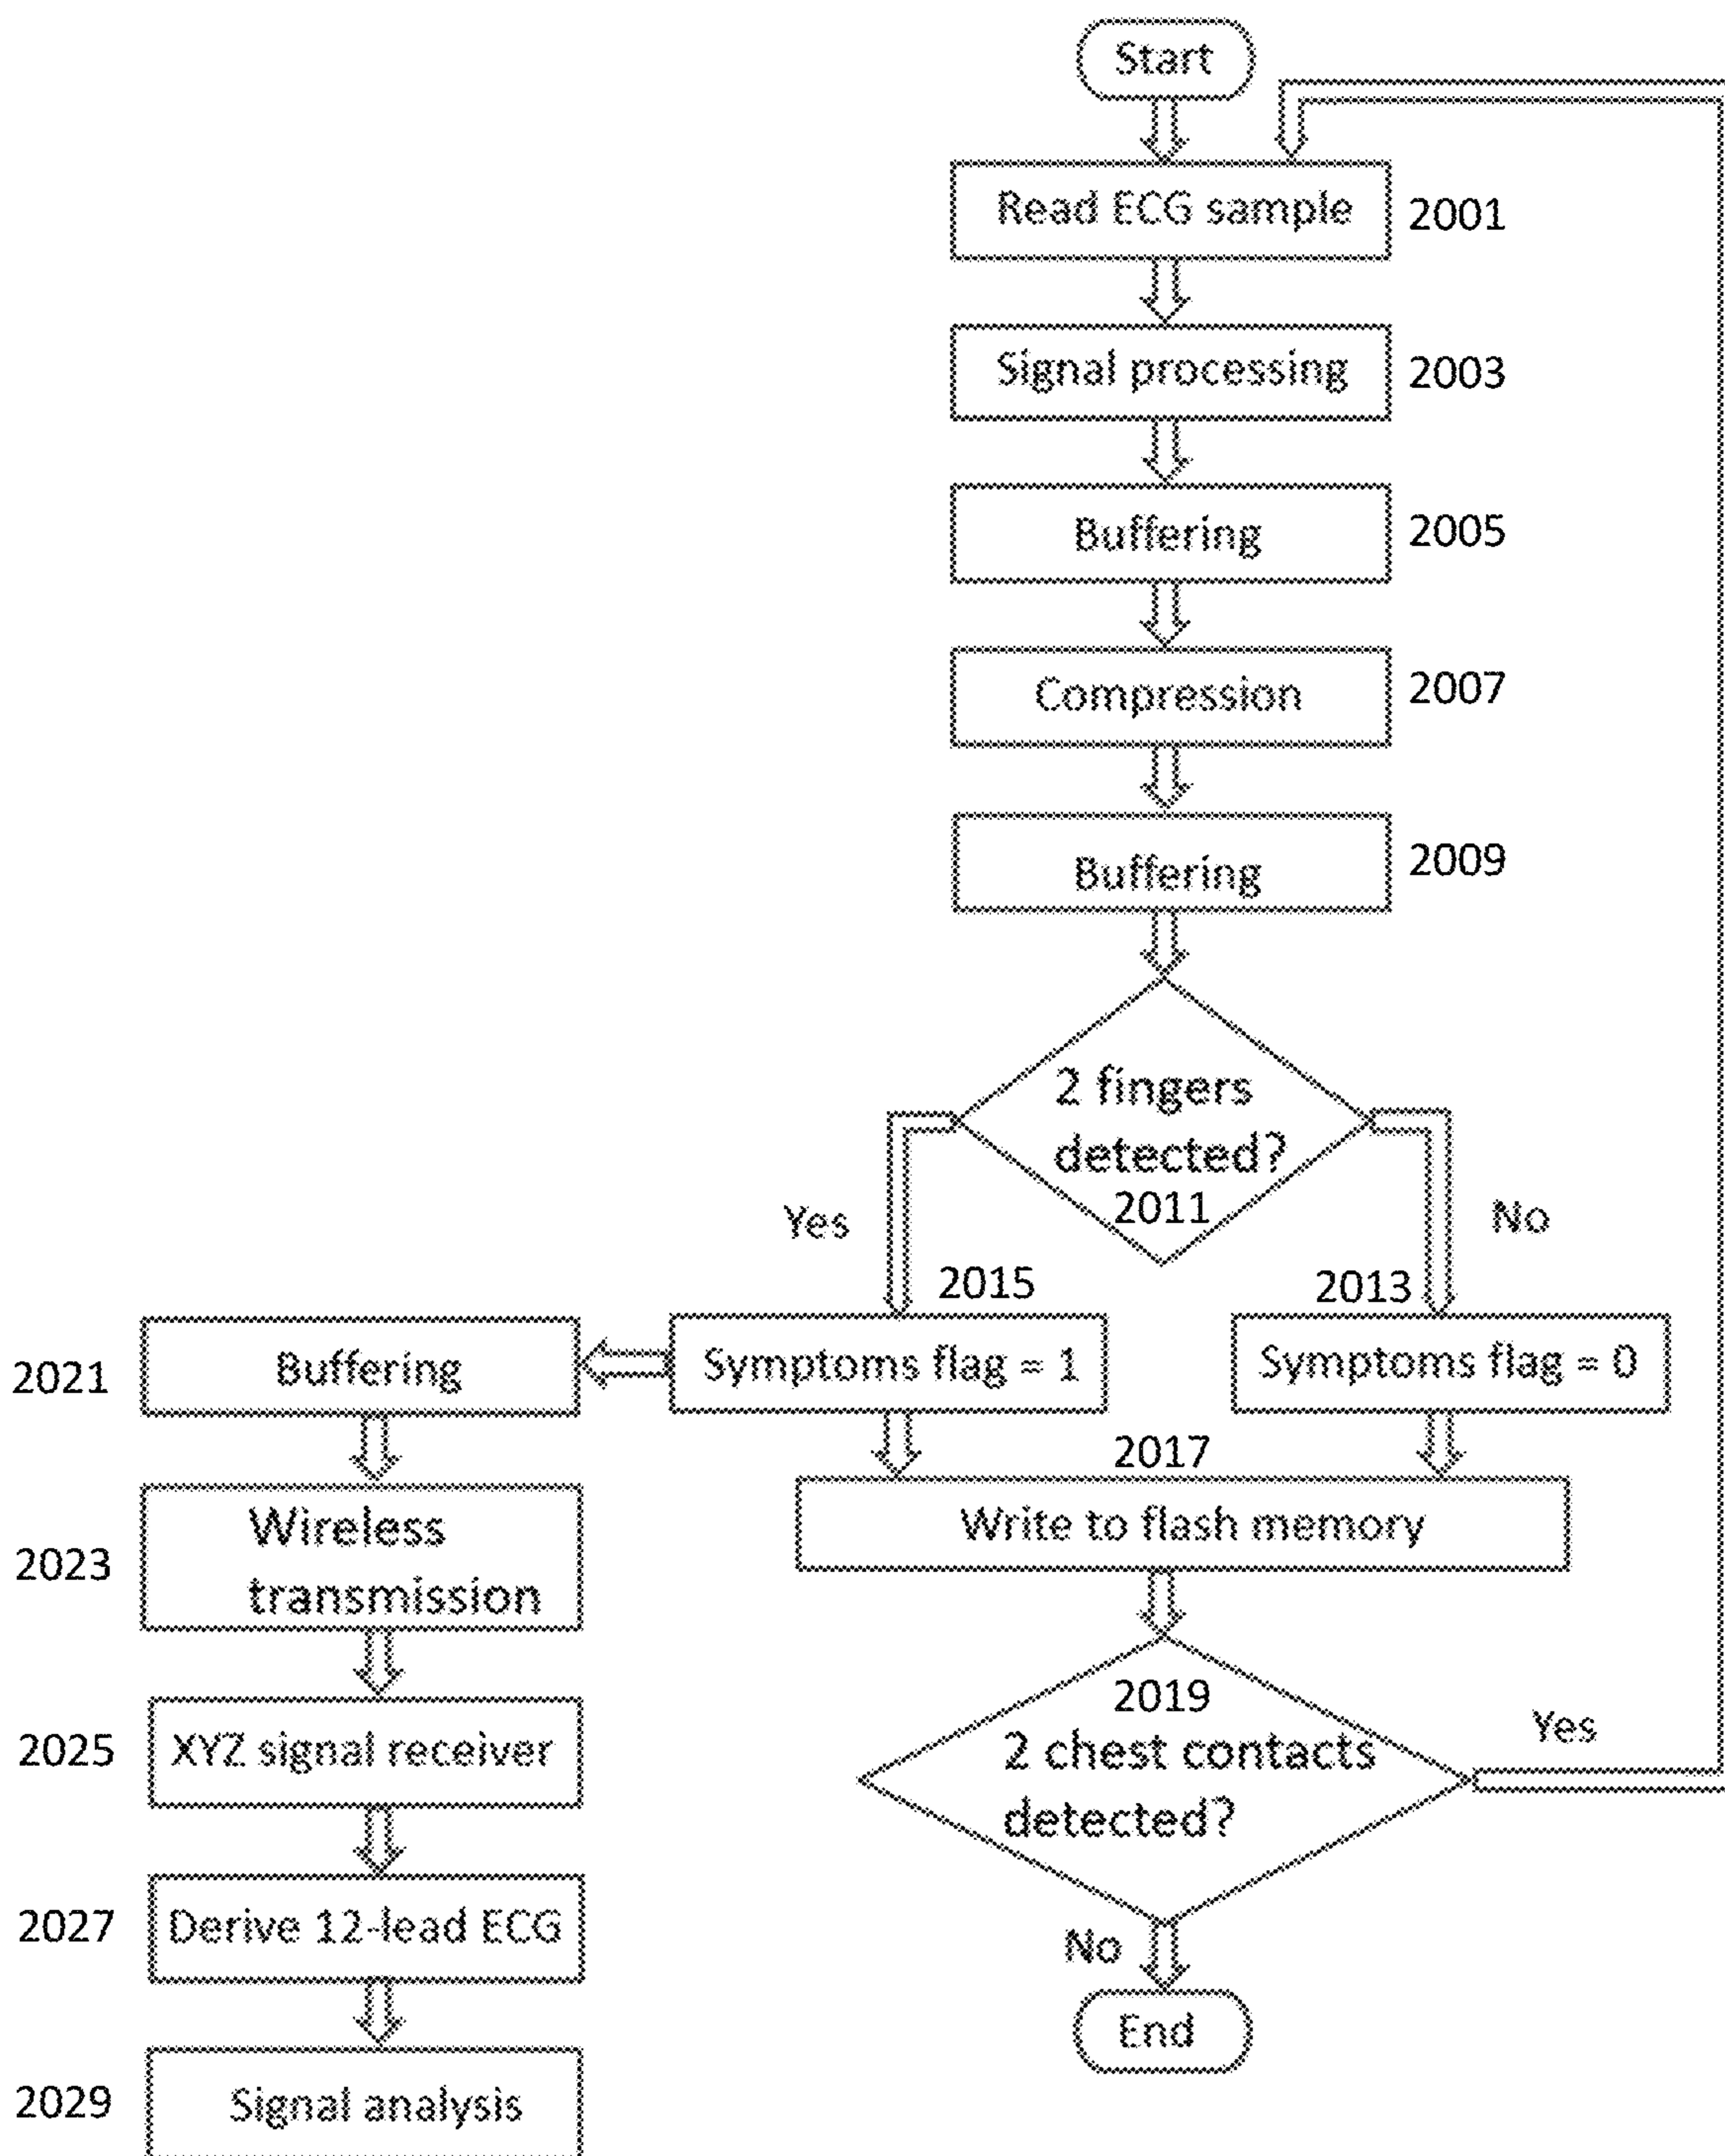 Start
Read ECG sample
2001
Signal processing
2003
Buffering
2005
Compression
2007
Buffering
2009
2 fingers
detected?
2011
Yes
No
2015
2013
2021
Buffering
Symptoms flag = 1
Symptoms flag = 0
2017
Write to flash memory
2023
Wireless
transmission
2019
2 chest contacts
detected?
Yes
2025
XYZ signal receiver
2027
Derive 12-lead ECG
No
End
2029
Signal analysis